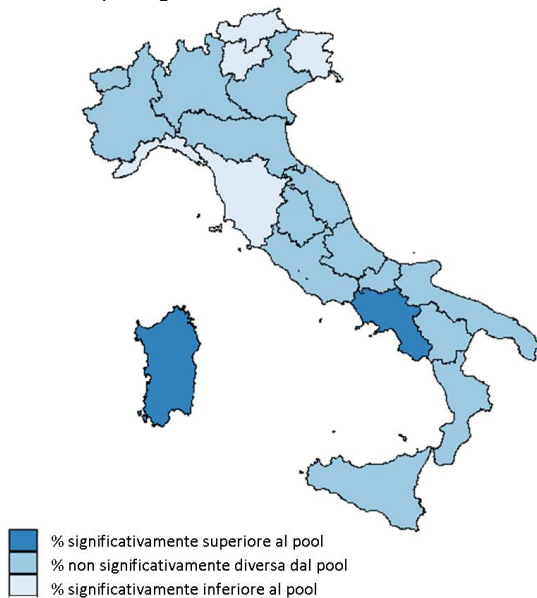 % significativamente superiore al pool
% non significativamente diversa dal pool
% significativamente inferiore al pool